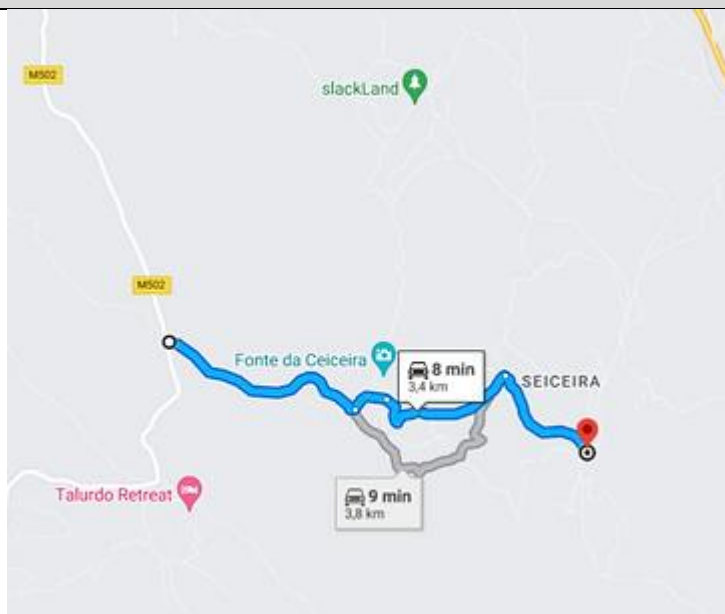 M502
slackLand
M502
Fonte da Ceiceira
8 min
3,4 km
SEICEIRA
Talurdo Retreat
9 min
3,8 km